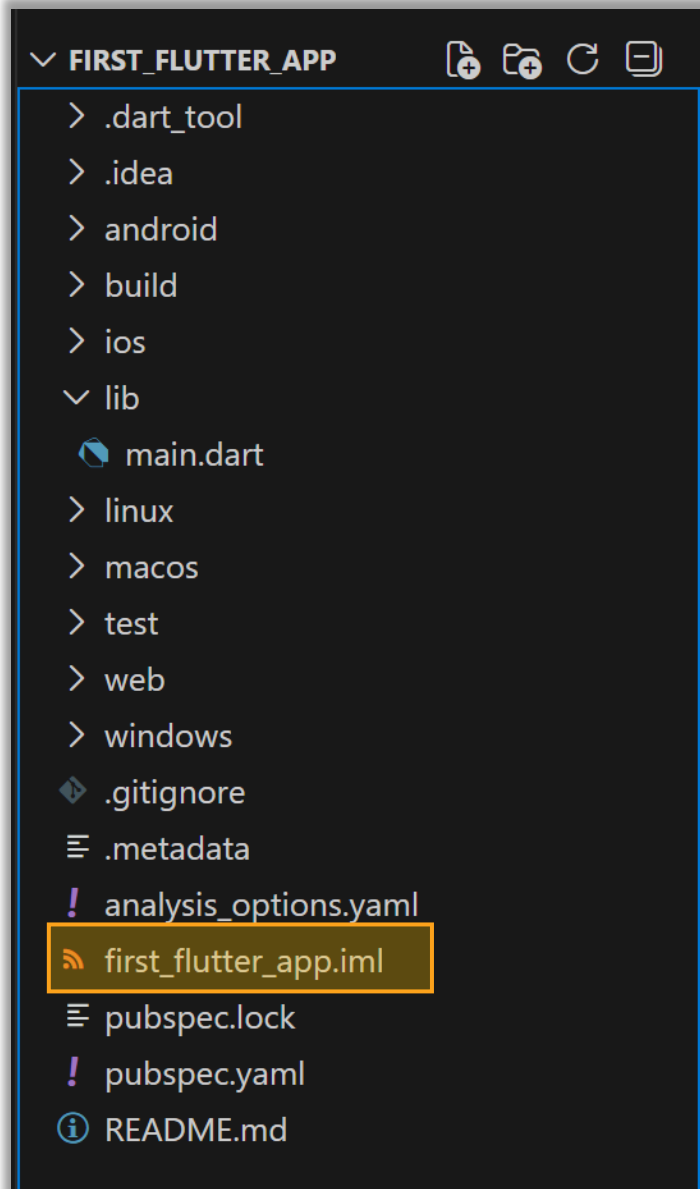 FIRST_FLUTTER_APP
.dart_tool
.idea
android
build
ios
lib
main.dart
linux
macos
test
web
windows
.gitignore
.metadata
analysis_options.yaml
first_flutter_app.iml
pubspec.lock
pubspec.yaml
README.md